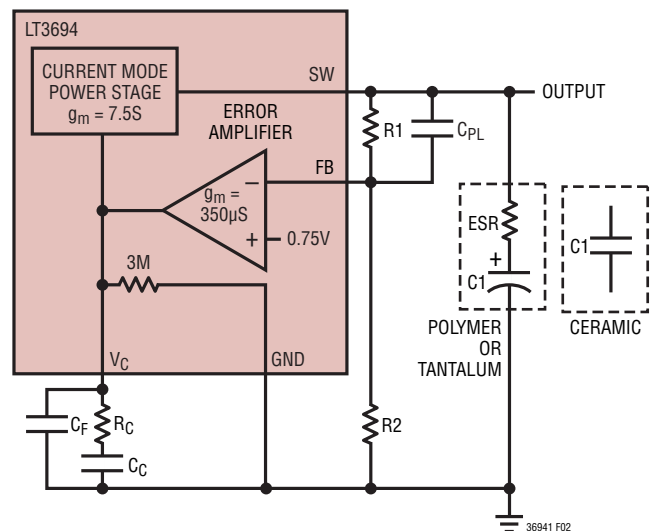 LT3694
CURRENT MODE
POWER STAGE
gm = 7.5S
SW
OUTPUT
ERROR
AMPLIFIER
R1
CPL
FB
gm =
350µS
–
+
0.75V
3M
ESR
+
C1
C1
POLYMER
OR
TANTALUM
CERAMIC
VC
GND
CF
RC
CC
R2
36941 F02